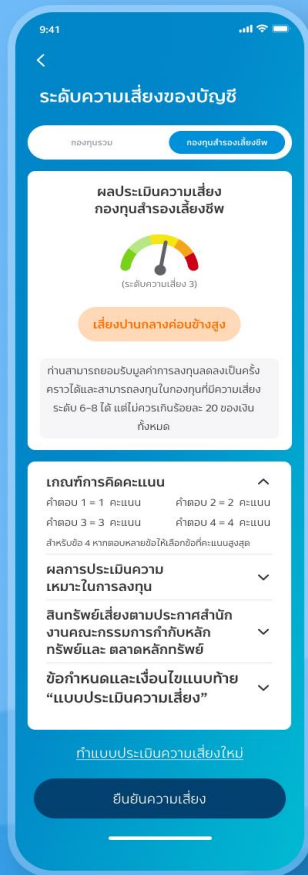 9:41
ระดับความเสี่ยงของบัญชี
กองทุนรวม
กองทุนสำรองเลี้ยงชีพ
ผลประเมินความเสี่ยง
กองทุนสำรองเลี้ยงชีพ
(ระดับความเสี่ยง 3)
เสี่ยงปานกลางค่อนข้างสูง
ท่านสามารถยอมรับมูลค่าการลงทุนลดลงเป็นครั้ง
คราวได้และสามารถลงทุนในกองทุนที่มีความเสี่ยง
ระดับ 6-8 ได้ แต่ไม่ควรเกินร้อยละ 20 ของเงิน
ทั้งหมด
เกณฑ์การคิดคะแนน
คำตอบ 1 = 1 คะแนน คำตอบ 2 = 2 คะแนน
คำตอบ 3 = 3 คะแนน คำตอบ 4 = 4 คะแนน
สำหรับข้อ 4 หากตอบหลายข้อให้เลือกข้อที่คะแนนสูงสุด
ผลการประเมินความ
เหมาะในการลงทุน
สินทรัพย์เสี่ยงตามประกาศสำนัก
งานคณะกรรมการกำกับหลัก
ทรัพย์และ ตลาดหลักทรัพย์
ข้อกำหนดและเงื่อนไขแนบท้าย
“แบบประเมินความเสี่ยง”
ทำแบบประเมินความเสี่ยงใหม่
ยืนยันความเสี่ยง